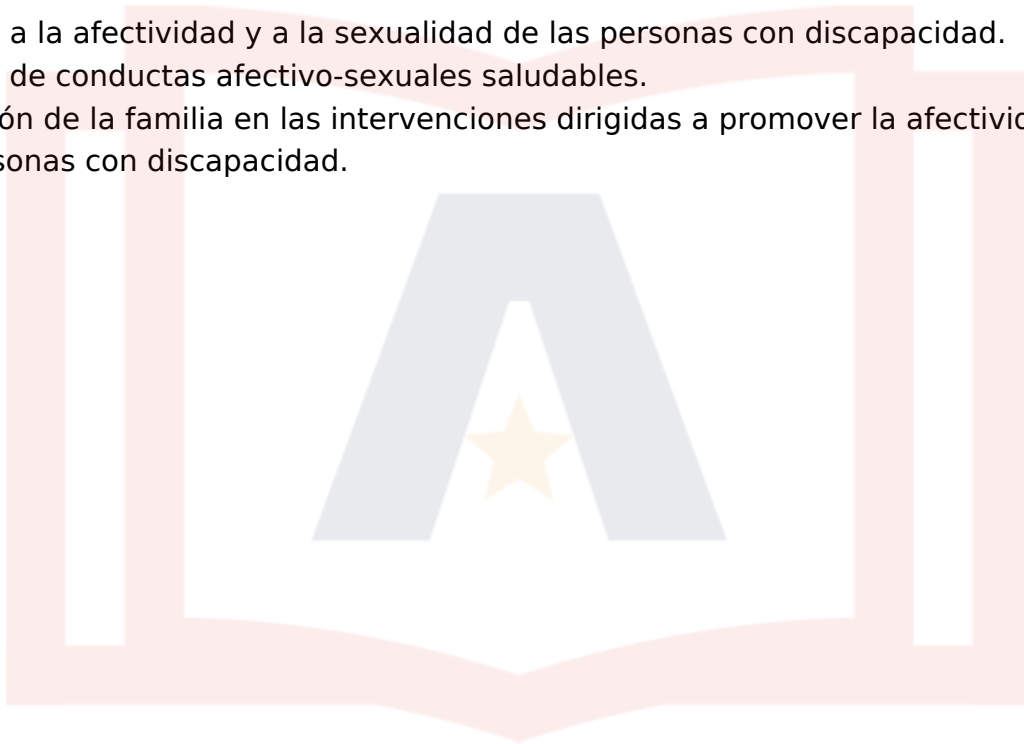 a la afectividad y a la sexualidad de las personas con discapacidad.
de conductas afectivo-sexuales saludables.
ón de la familia en las intervenciones dirigidas a promover la afectivid
sonas con discapacidad.